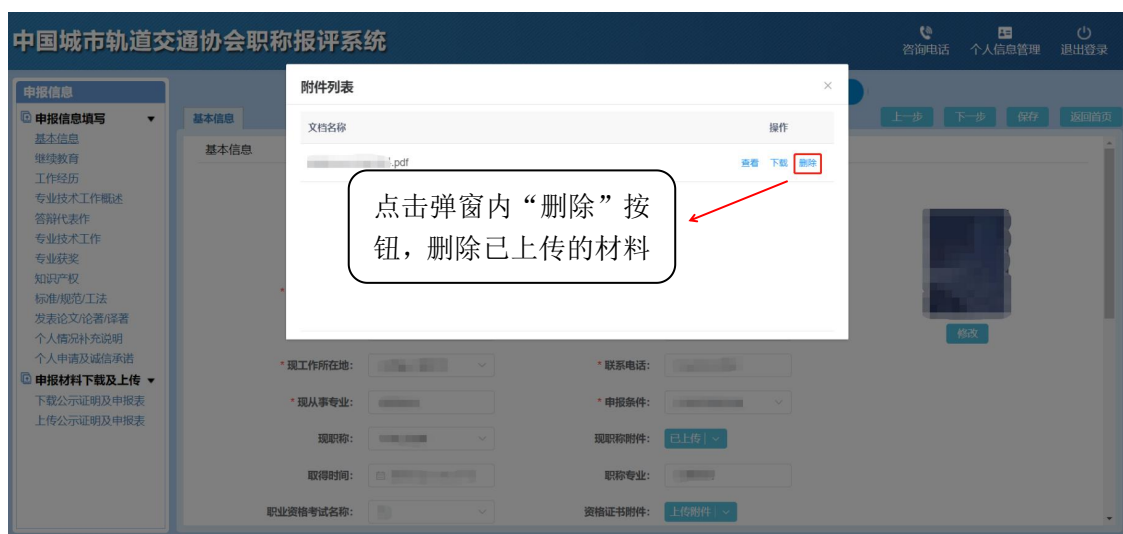 中国城市轨道交通协会职称报评系统
咨询电话 个人信息管理 退出登录
申报信息
申报信息填写
基本信息
继续教育
工作经历
专业技术工作概述
答辩代表作
专业技术工作
专业获奖
知识产权
标准/规范/工法
发表论文/论著/译著
个人情况补充说明
个人申请及诚信承诺
申报材料下载及上传
下载公示证明及申报表
上传公示证明及申报表
基本信息
上一步 下一步 保存 返回首页
基本信息
附件列表
文档名称 操作
.pdf 查看 下载 删除
点击弹窗内“删除”按
钮，删除已上传的材料
修改
* 现工作所在地: * 联系电话:
* 现从事专业: * 申报条件:
现职称: 现职称附件: 已上传
取得时间: 职称专业:
职业资格考试名称: 资格证书附件: 上传附件